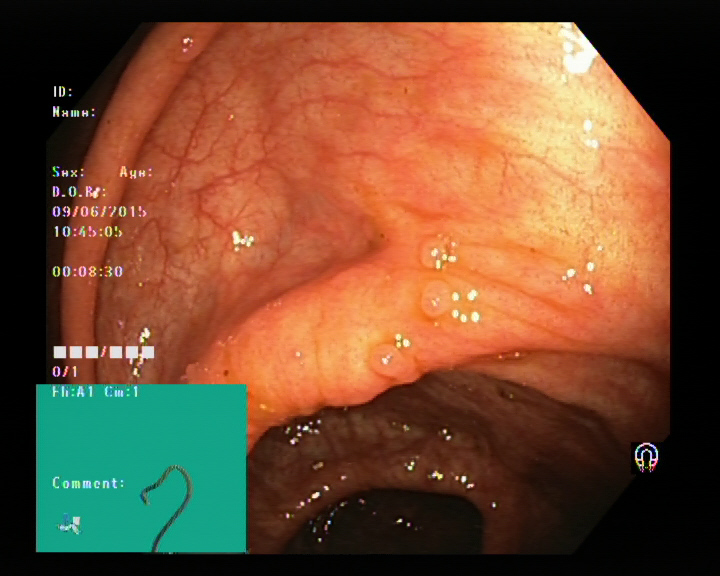 ID:
Name:
Sex: Age:
D.O.B.:
09/06/2015
10:45:05
00:08:30
■■■/■■■
0/1
Eh:A1 Cm:1
Comment: